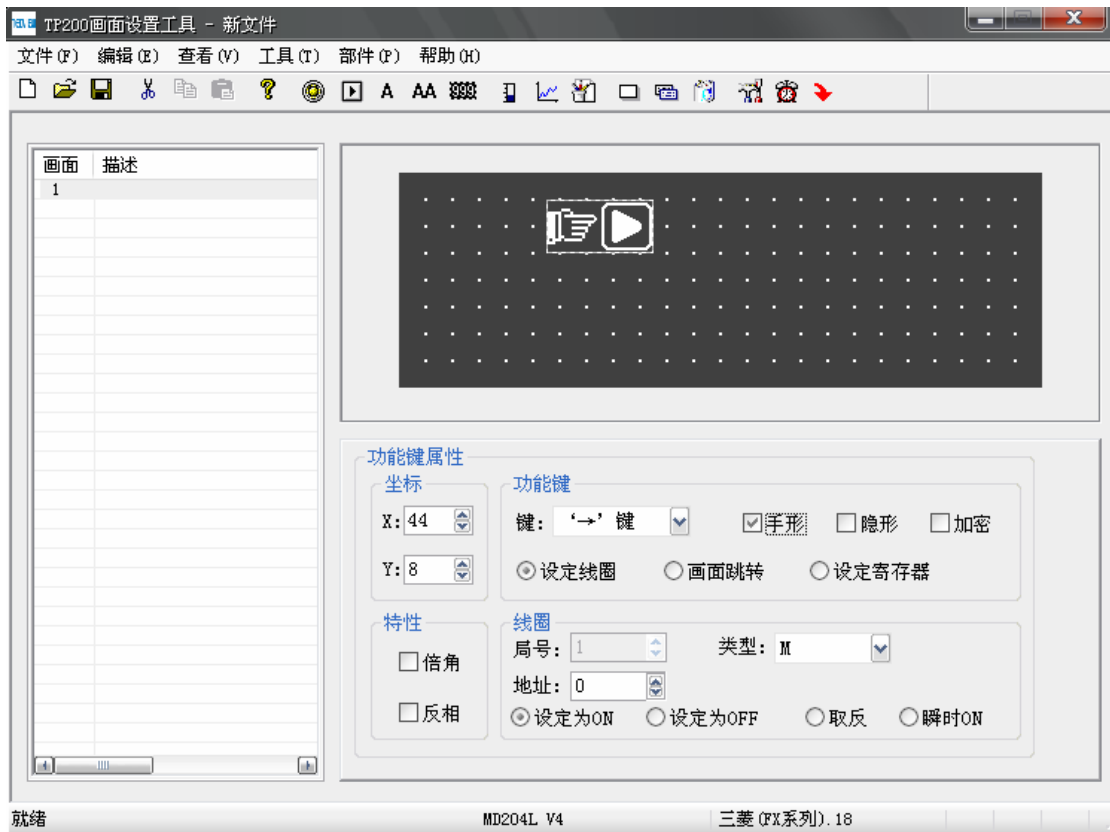 TP200画面设置工具 - 新文件
文件(F) 编辑(E) 查看(V) 工具(T) 部件(P) 帮助(H)
A AA
画面 描述
1
功能键属性
坐标
X: 44
Y: 8
功能键
键: ‘→’键 手形 隐形 加密
设定线圈 画面跳转 设定寄存器
特性
倍角
反相
线圈
局号: 1 类型: M
地址: 0
设定为ON 设定为OFF 取反 瞬时ON
就绪 MD204L V4 三菱(FX系列).18